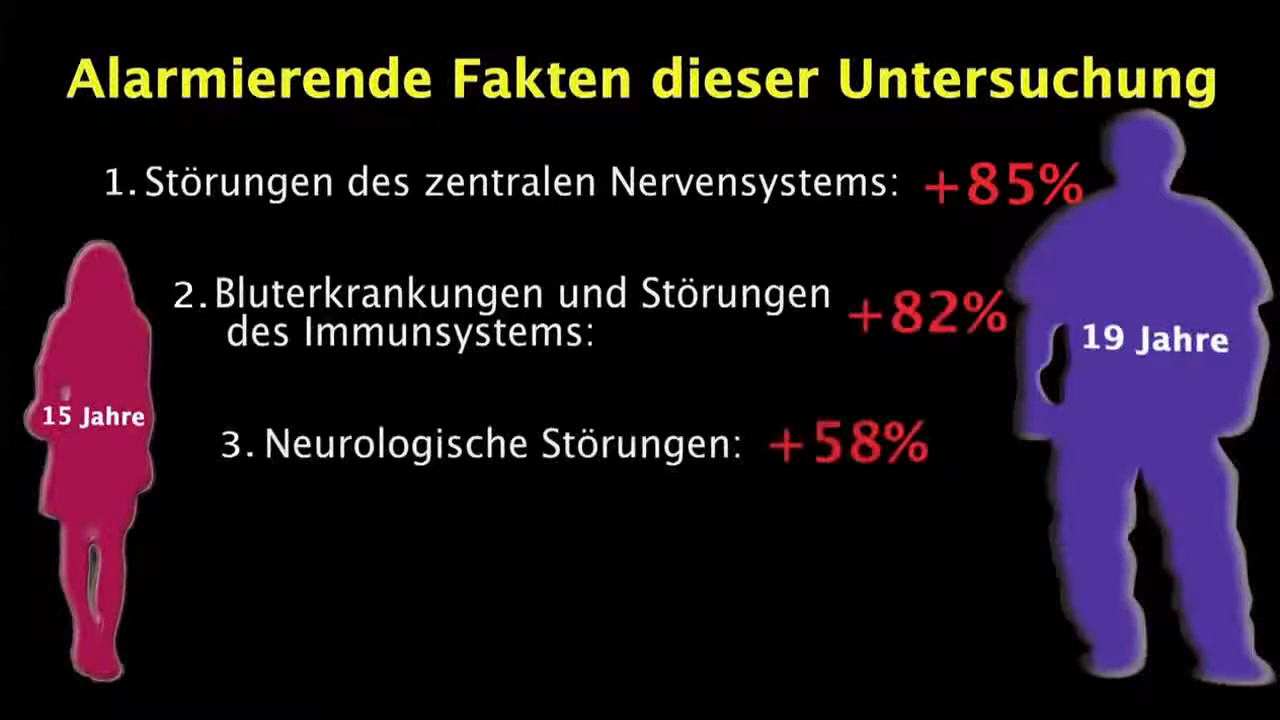 Alarmierende Fakten dieser Untersuchung
1. Störungen des zentralen Nervensystems: +85%
2. Bluterkrankungen und Störungen
des Immunsystems: +82%
19 Jahre
15 Jahre
3. Neurologische Störungen: +58%